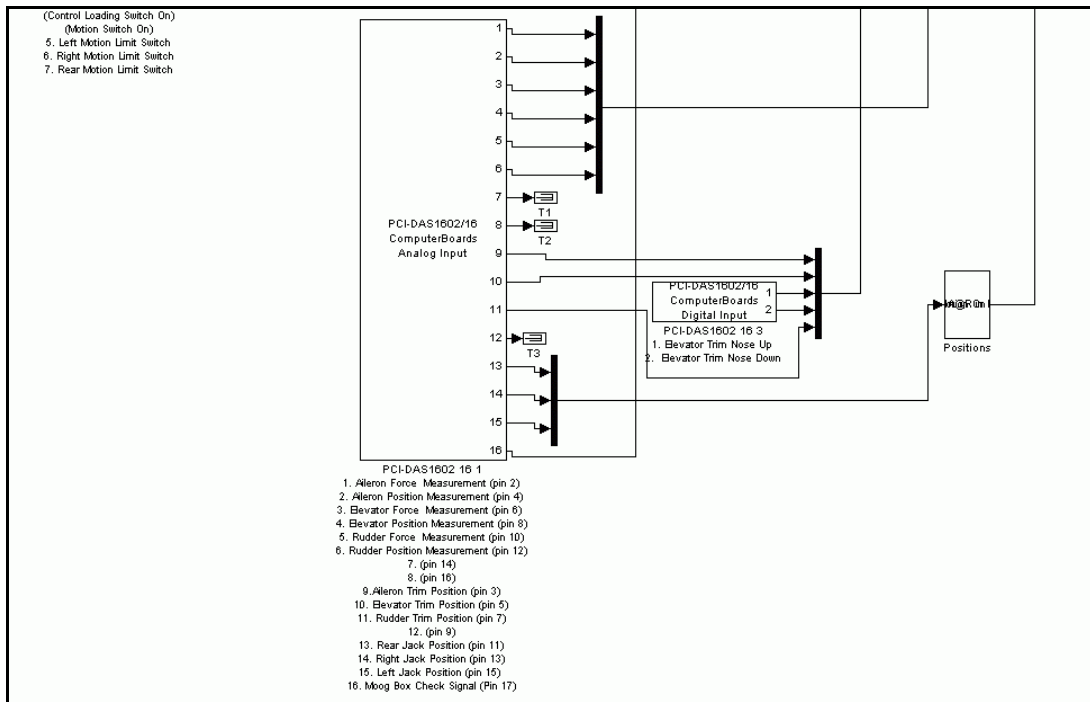 (Control Loading Switch On)
(Motion Switch On)
5. Left Motion Limit Switch
6. Right Motion Limit Switch
7. Rear Motion Limit Switch
1
2
3
4
5
6
7
T1
8
T2
PCI-DAS1602/16
ComputerBoards
Analog Input
9
10
11
12
T3
13
14
15
16
PCI-DAS1602/16
ComputerBoards
Digital Input
1
2
PCI-DAS1602 16 3
1. Elevator Trim Nose Up
2. Elevator Trim Nose Down
Positions
PCI-DAS1602 16 1
1. Aileron Force Measurement (pin 2)
2. Aileron Position Measurement (pin 4)
3. Elevator Force Measurement (pin 6)
4. Elevator Position Measurement (pin 8)
5. Rudder Force Measurement (pin 10)
6. Rudder Position Measurement (pin 12)
7. (pin 14)
8. (pin 16)
9.Aileron Trim Position (pin 3)
10. Elevator Trim Position (pin 5)
11. Rudder Trim Position (pin 7)
12. (pin 9)
13. Rear Jack Position (pin 11)
14. Right Jack Position (pin 13)
15. Left Jack Position (pin 15)
16. Moog Box Check Signal (Pin 17)